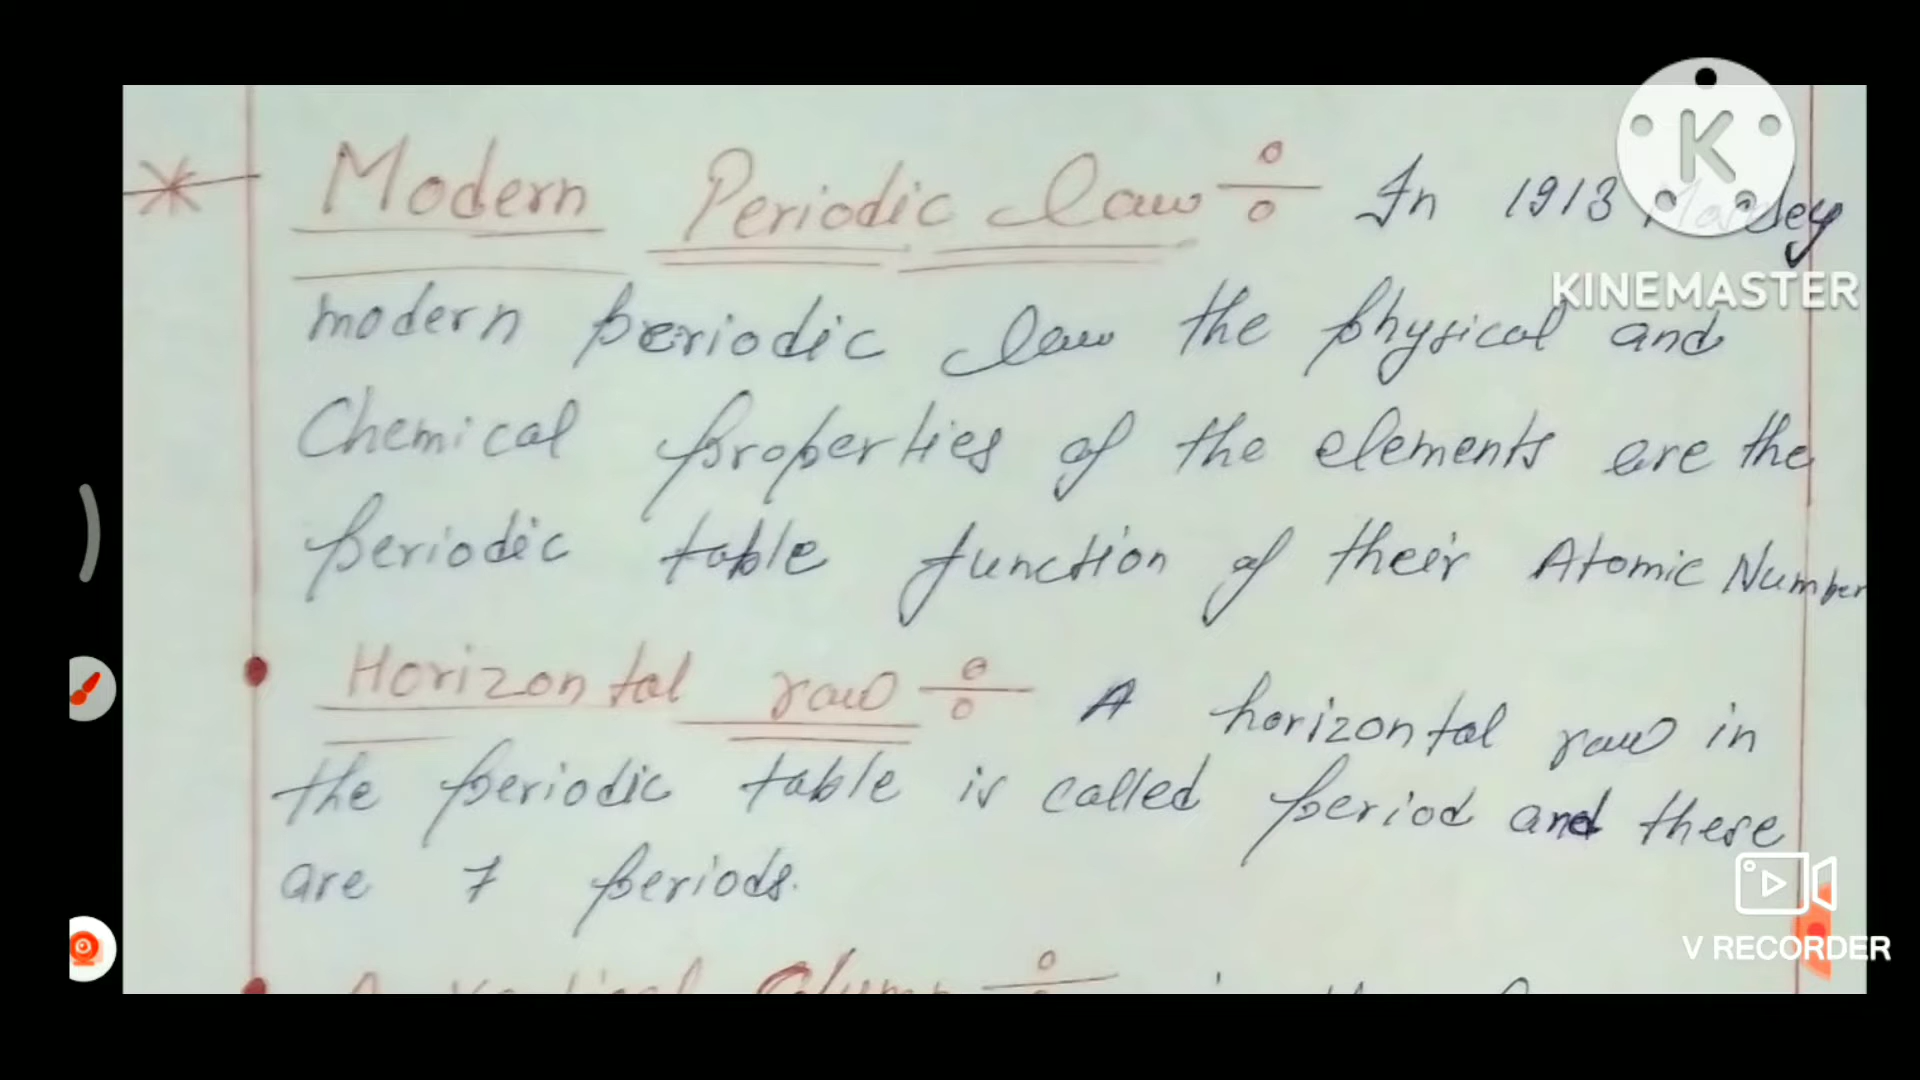 Modern Periodic law÷ In 1913
modern periodic law the physical and
Chemical properties of the elements are the
periodic table function of their Atomic Number
Horizontal raw÷ A horizontal raw in
the periodic table is called period and there
are 7 periods.
K
KINEMASTER
V RECORDER